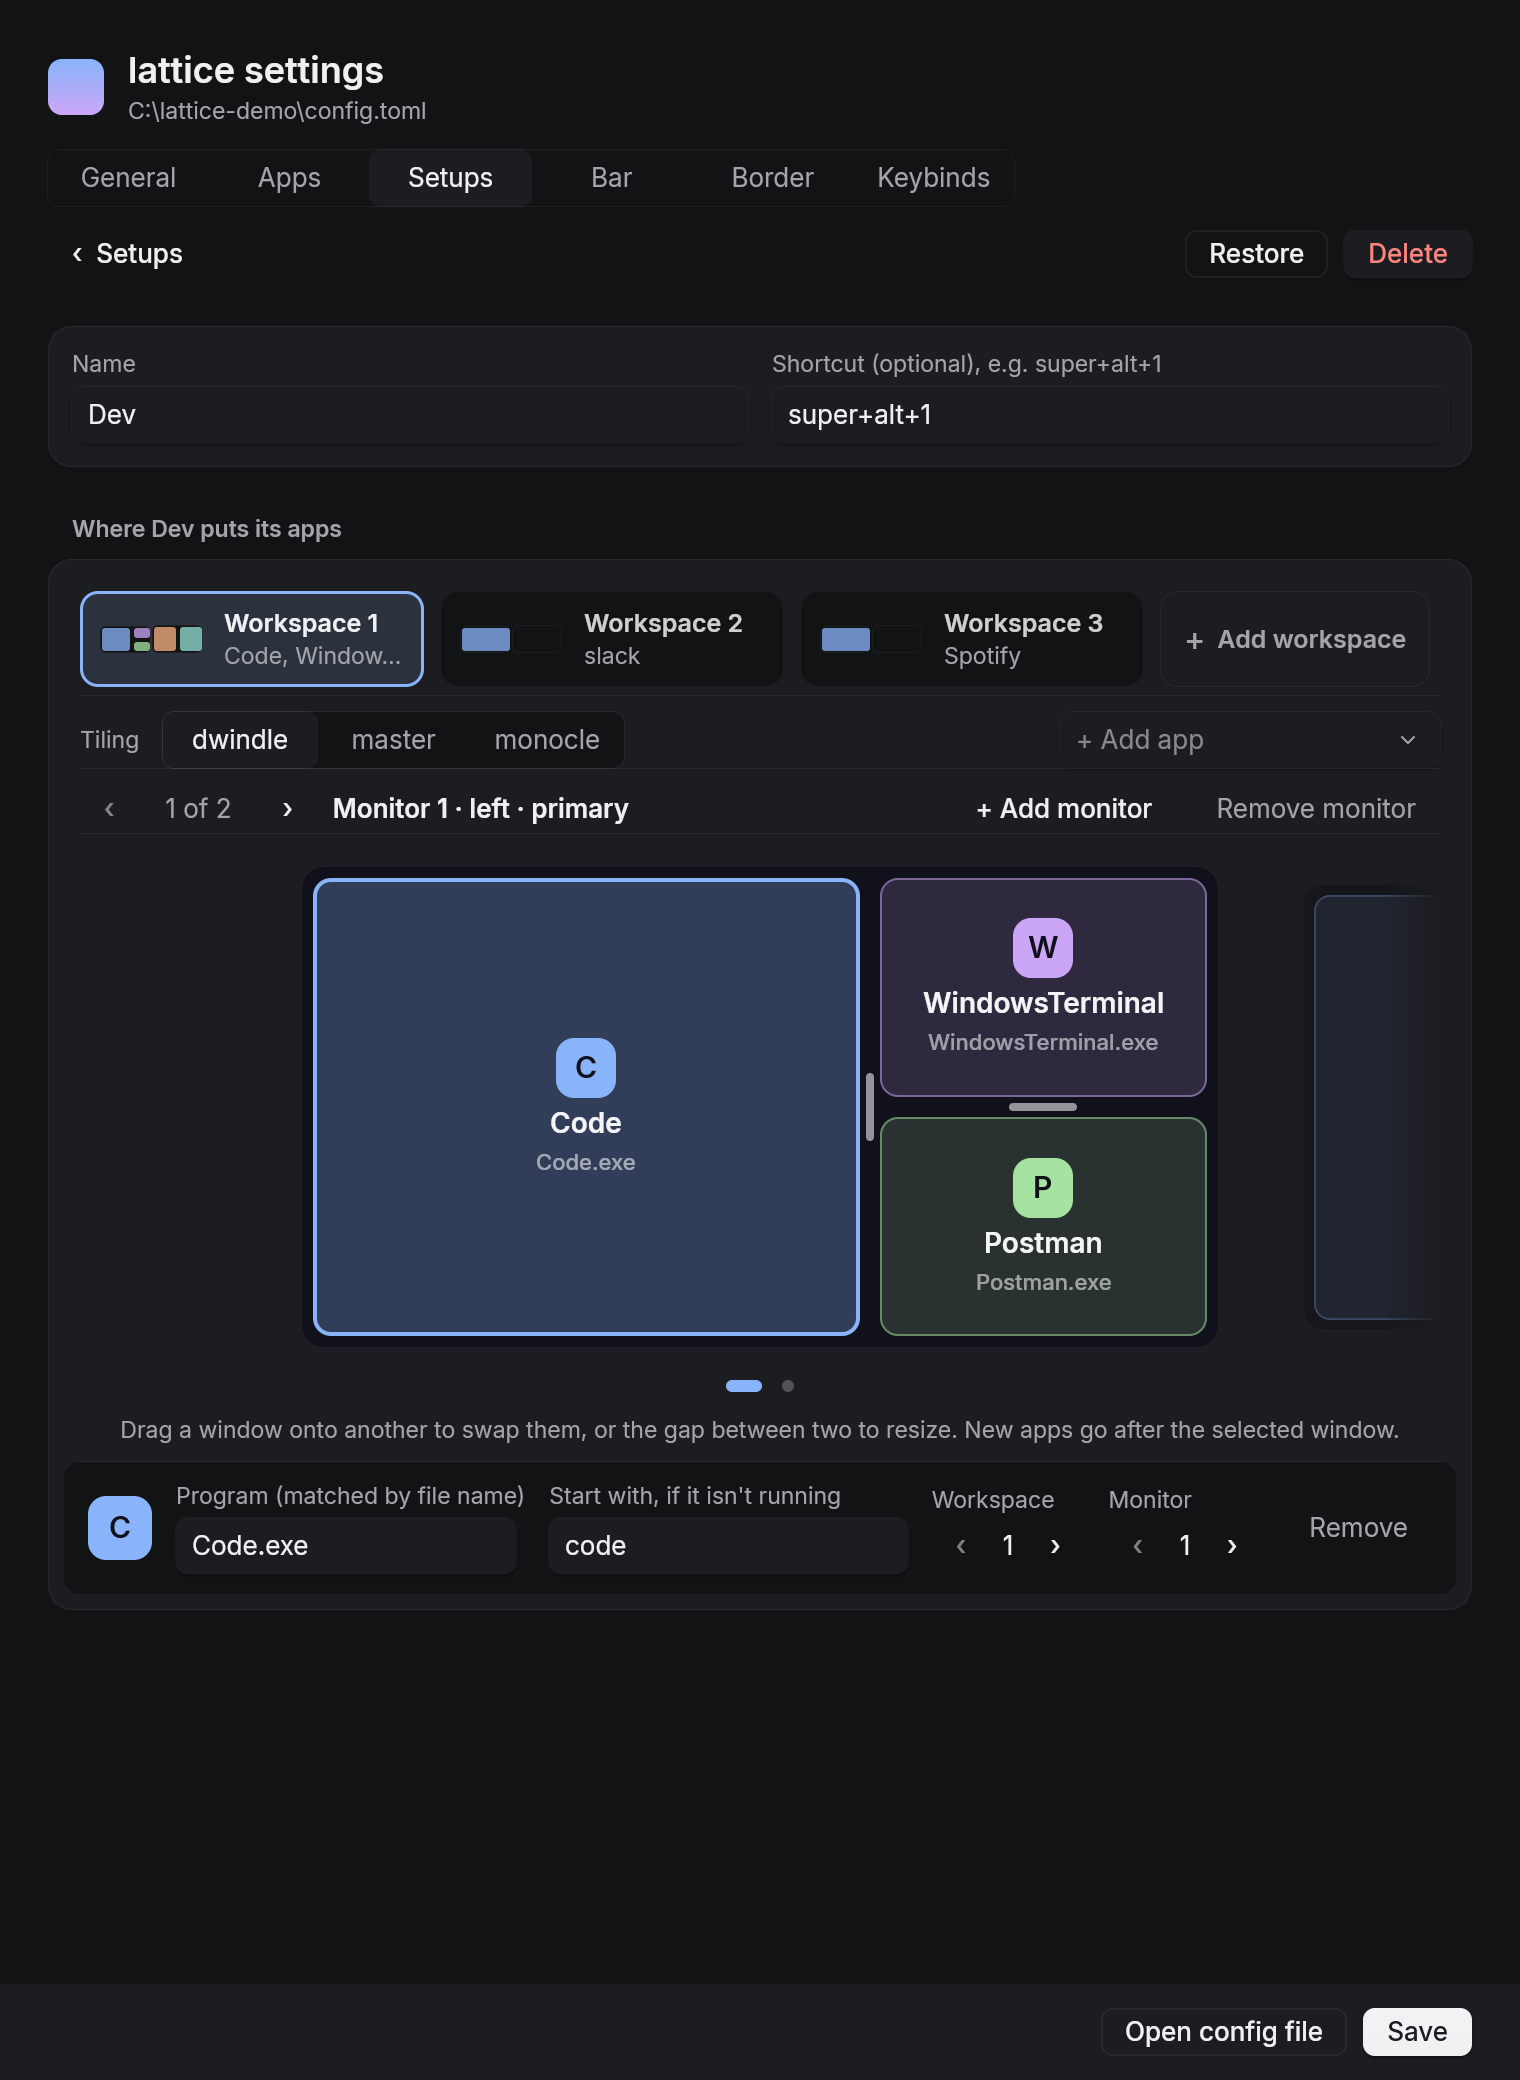 lattice settings
C:\lattice-demo\config.toml
General Apps Setups Bar Border Keybinds
‹ Setups Restore Delete
Name Shortcut (optional), e.g. super+alt+1
Dev super+alt+1
Where Dev puts its apps
Workspace 1 Workspace 2 Workspace 3 + Add workspace
Code, Window... slack Spotify
Tiling dwindle master monocle + Add app
‹ 1 of 2 › Monitor 1 · left · primary + Add monitor Remove monitor
W
WindowsTerminal
WindowsTerminal.exe
C
Code
Code.exe
P
Postman
Postman.exe
Drag a window onto another to swap them, or the gap between two to resize. New apps go after the selected window.
Program (matched by file name) Start with, if it isn't running Workspace Monitor
C Code.exe code ‹ 1 › ‹ 1 › Remove
Open config file Save